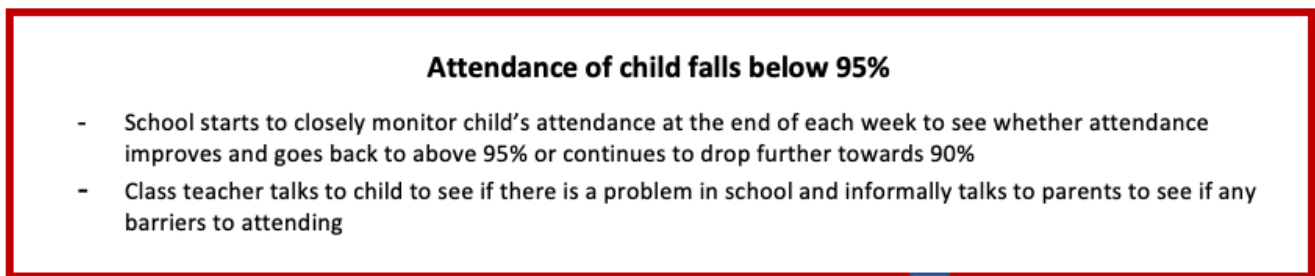 Attendance of child falls below 95%
- School starts to closely monitor child’s attendance at the end of each week to see whether attendance
improves and goes back to above 95% or continues to drop further towards 90%
- Class teacher talks to child to see if there is a problem in school and informally talks to parents to see if any
barriers to attending